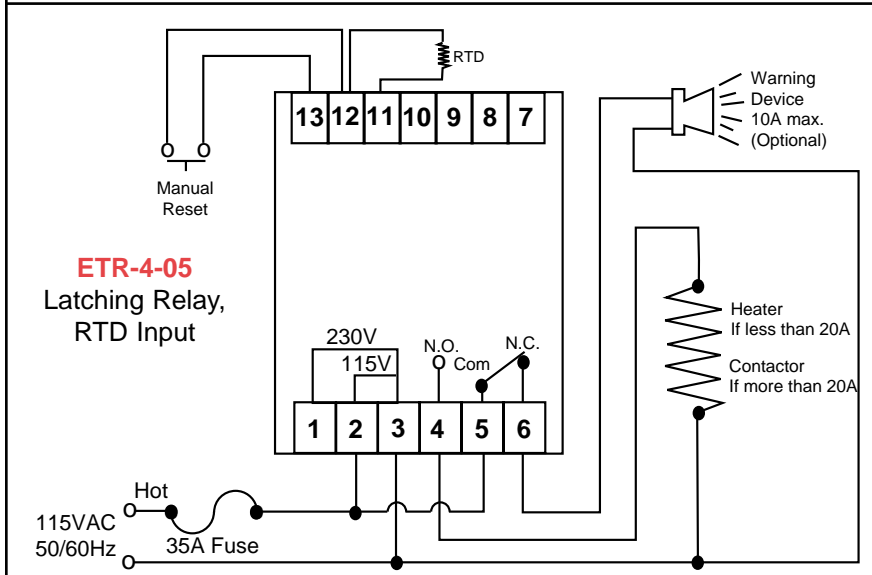 RTD
13 12 11 10 9 8 7
Manual
Reset
Warning
Device
10A max.
(Optional)
ETR-4-05
Latching Relay,
RTD Input
230V
115V
N.O.
Com
N.C.
1 2 3 4 5 6
Heater
If less than 20A
Contactor
If more than 20A
Hot
115VAC
50/60Hz
35A Fuse